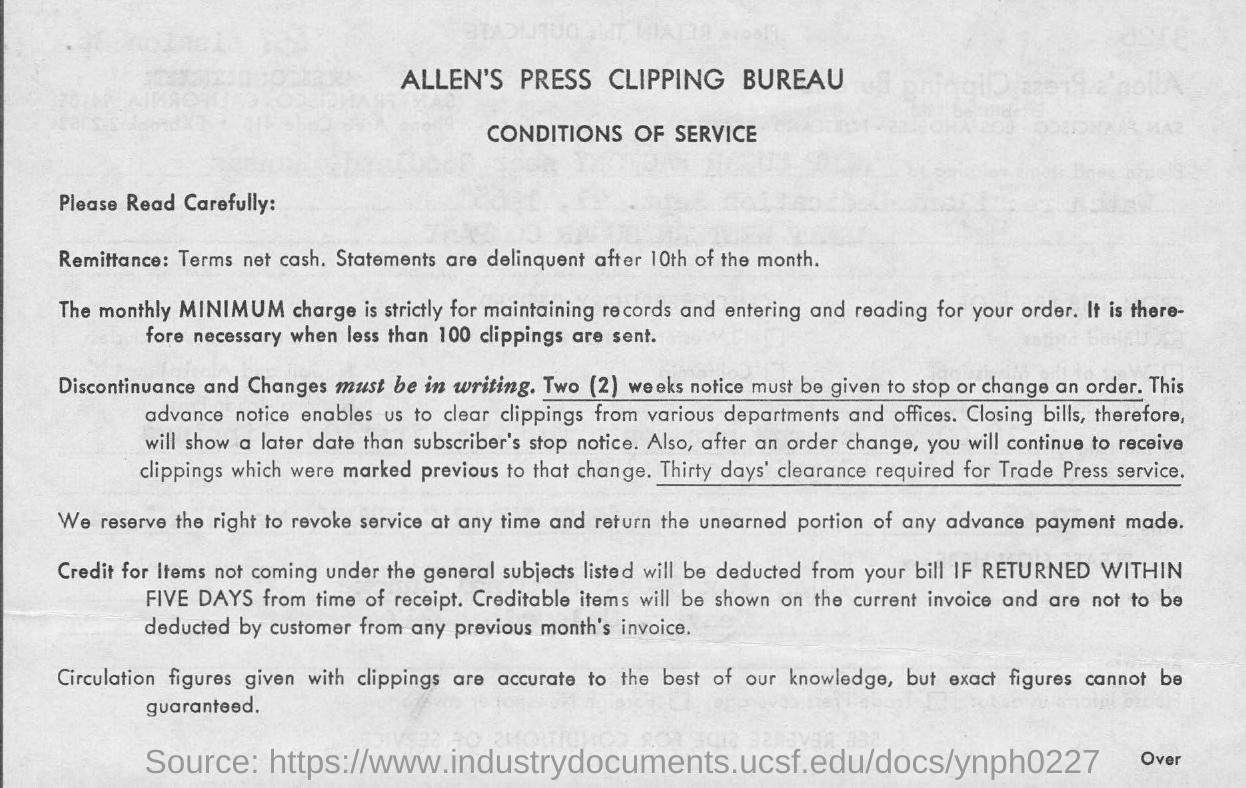 ALLEN'S PRESS CLIPPING BUREAU
CONDITIONS OF SERVICE
Please Read Carefully:
Remittance: Terms net cash. Statements are delinquent after 10th of the month.
The monthly MINIMUM charge is strictly for maintaining records and entering and reading for your order. It is there-
fore necessary when less than 100 clippings are sent.
Discontinuance and Changes must be in writing. Two (2) weeks notice must be given to stop or change an order. This
advance notice enables us to clear clippings from various departments and offices. Closing bills, therefore,
will show a later date than subscriber's stop notice. Also, after an order change, you will continue to receive
clippings which were marked previous to that change. Thirty days' clearance required for Trade Press service.
We reserve the right to revoke service at any time and return the unearned portion of any advance payment made.
Credit for Items not coming under the general subjects listed will be deducted from your bill IF RETURNED WITHIN
FIVE DAYS from time of receipt. Creditable items will be shown on the current invoice and are not to be
deducted by customer from any previous month's invoice.
Circulation figures given with clippings are accurate to the best of our knowledge, but exact figures cannot be
guaranteed.
Source: https://www.industrydocuments.ucsf.edu/docs/ynph0227
Over